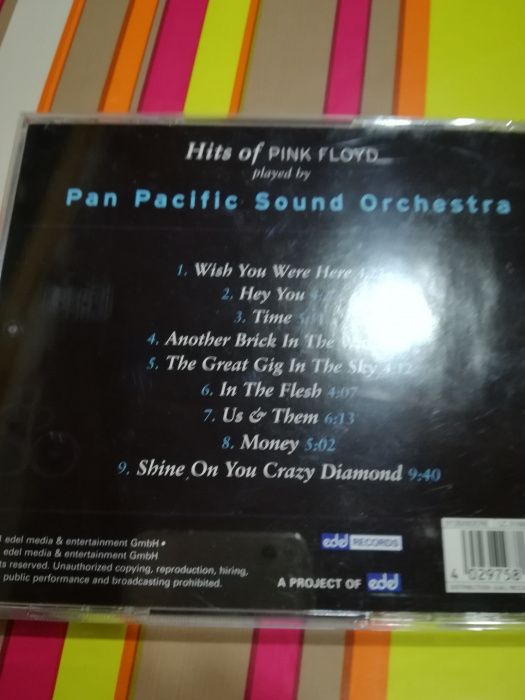 Hits of PINK FLOYD
played by
Pan Pacific Sound Orchestra
1. Wish You Were Here
2. Hey You
3. Time
4. Another Brick In The
5. The Great Gig In The Sky 4:12
6. In The Flesh 4:07
7. Us & Them 6:13
8. Money 5:02
9. Shine On You Crazy Diamond 9:40
edel media & entertainment GmbH •
edel media & entertainment GmbH
reserved. Unauthorized copying, reproduction, hiring,
public performance and broadcasting prohibited.
edel RECORDS
A PROJECT OF edel
4 029758